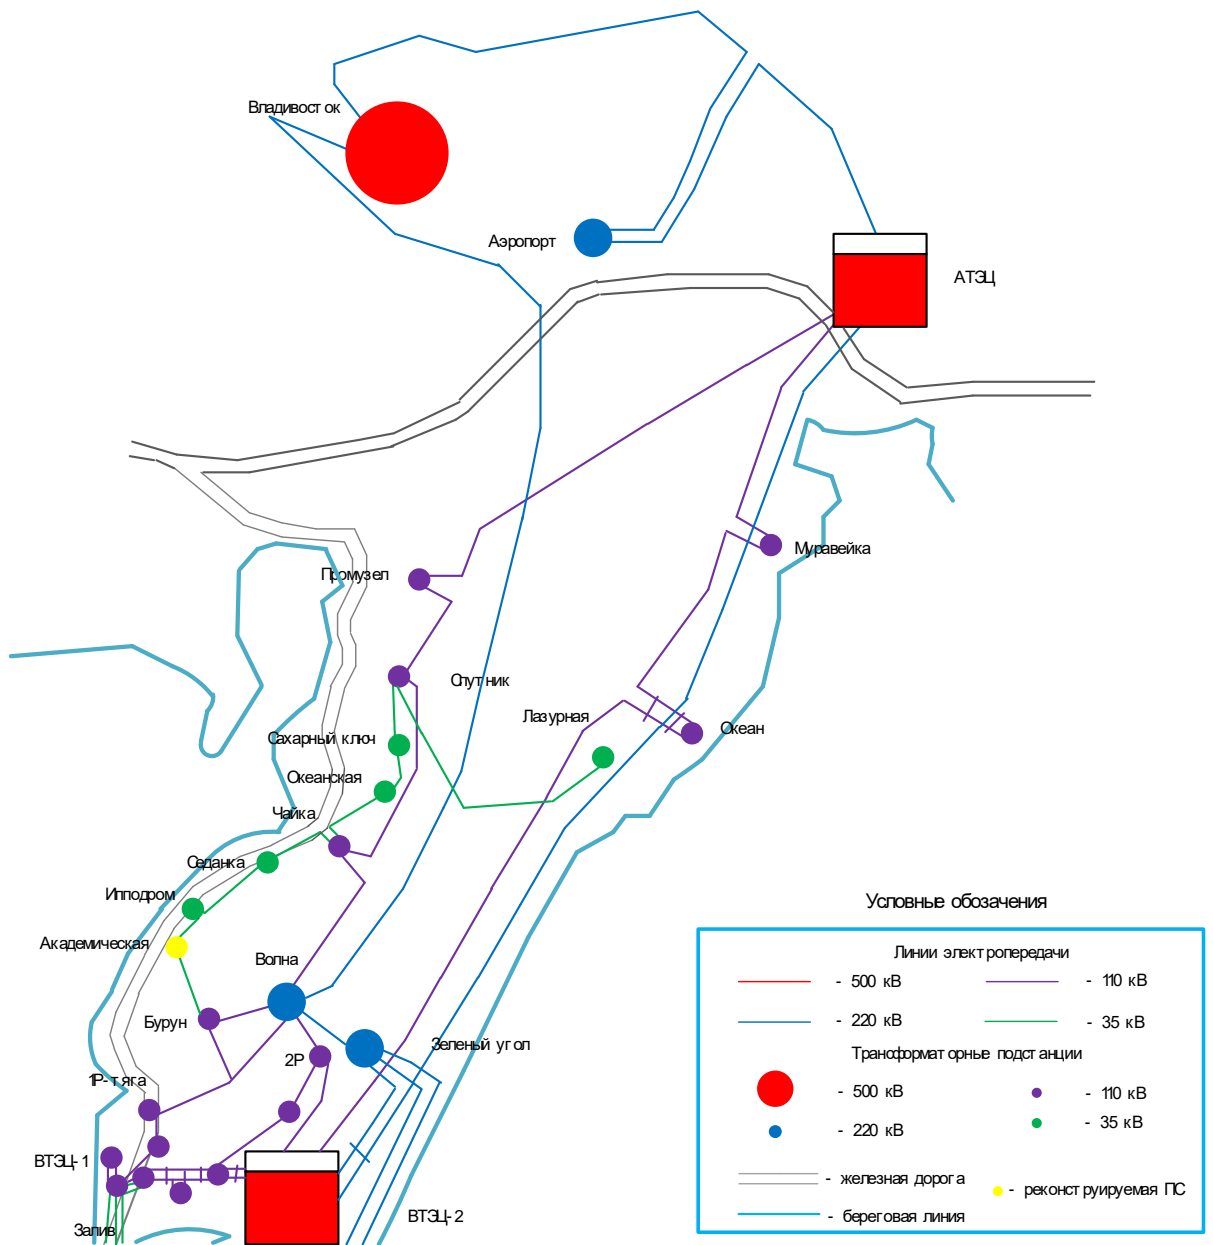 Владивосток
Аэропорт
АТЭЦ
Муравейка
Промузел
Спутник
Лазурная
Океан
Сахарный ключ
Океанская
Чайка
Седанка
Ипподром
Академическая
Волна
Бурун
Зеленый угол
2Р
1Р-тяга
ВТЭЦ-1
ВТЭЦ-2
Залив
Условные обозачения
Линии электропередачи
- 500 кВ
- 110 кВ
- 220 кВ
- 35 кВ
Трансформаторные подстанции
- 500 кВ
- 110 кВ
- 220 кВ
- 35 кВ
- железная дорога
- реконструируемая ПС
- береговая линия